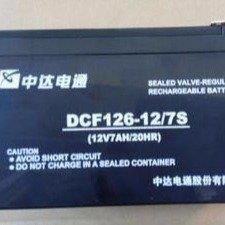 中达电通
SEALED VALVE-REGUL
RECHARGEABLE BATTER
DCF126-12/7S
(12V7AH/20HR)
CAUTION:
● AVOID SHORT CIRCUIT
● DO NOT CHARGE IN A SEALED CONTAINER
中达电通股份有限